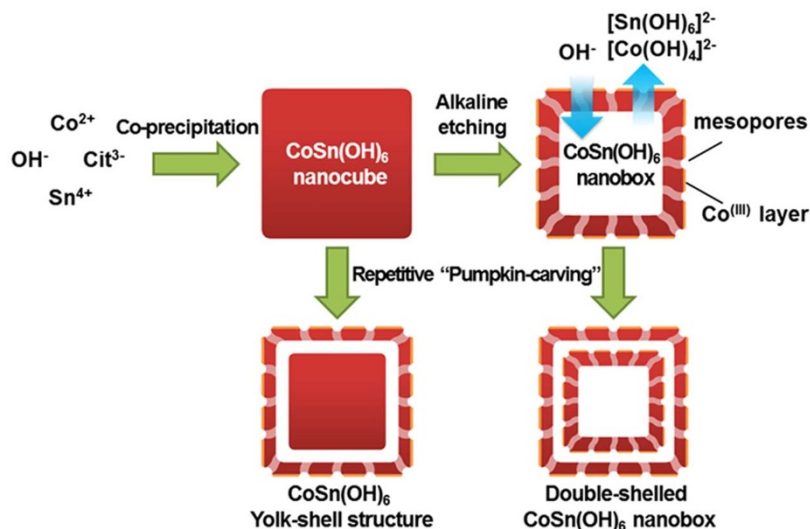 Co²⁺
OH⁻ Cit³⁻
Sn⁴⁺
Co-precipitation
CoSn(OH)₆
nanocube
Alkaline
etching
[Sn(OH)₆]²⁻
OH⁻ [Co(OH)₄]²⁻
CoSn(OH)₆
nanobox
mesopores
Co⁽ᴵᴵᴵ⁾ layer
Repetitive “Pumpkin-carving”
CoSn(OH)₆
Yolk-shell structure
Double-shelled
CoSn(OH)₆ nanobox